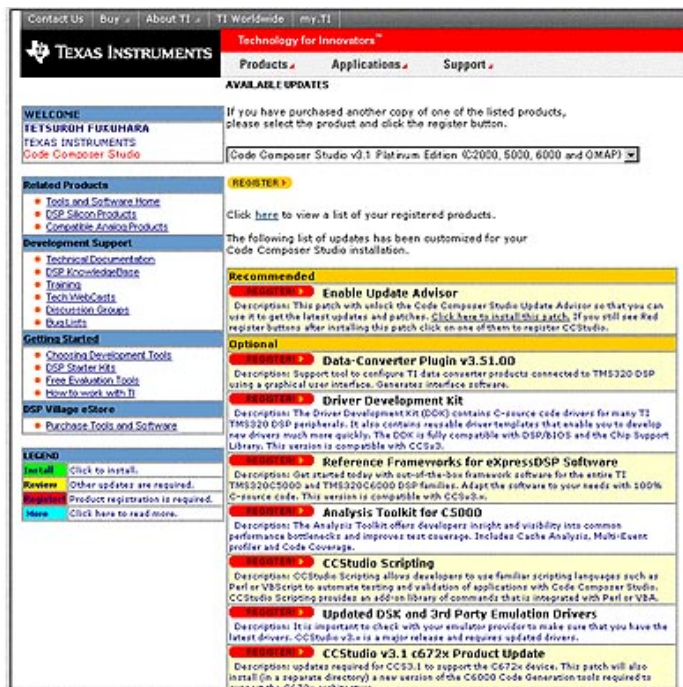 Contact Us Buy About TI TI Worldwide my.TI
TEXAS INSTRUMENTS
Technology for Innovators™
Products Applications Support
AVAILABLE UPDATES
WELCOME
TETSUROH FUKUHARA
TEXAS INSTRUMENTS
Code Composer Studio
If you have purchased another copy of one of the listed products,
please select the product and click the register button.
Code Composer Studio v3.1 Platinum Edition (C2000, 5000, 6000 and OMAP)
REGISTER
Click here to view a list of your registered products.
The following list of updates has been customized for your
Code Composer Studio installation.
Related Products
Tools and Software Home
DSP Silicon Products
Compatible Analog Products
Development Support
Technical Documentation
DSP KnowledgeBase
Training
Tech WebCasts
Discussion Groups
Bug Lists
Getting Started
Choosing Development Tools
DSP Starter Kits
Free Evaluation Tools
How to work with TI
DSP Village eStore
Purchase Tools and Software
LEGEND
Install Click to install.
Review Other updates are required.
Register! Product registration is required.
More Click here to read more.
Recommended
REGISTER! Enable Update Advisor
Description: This patch with unlock the Code Composer Studio Update Advisor so that you can
use it to get the latest updates and patches. Click here to install this patch. If you still see Red
register buttons after installing this patch click on one of them to register CCStudio.
Optional
REGISTER! Data-Converter Plugin v3.51.00
Description: Support tool to configure TI data converter products connected to TMS320 DSP
using a graphical user interface. Generates interface software.
REGISTER! Driver Development Kit
Description: The Driver Development Kit (DDK) contains C-source code drivers for many TI
TMS320 DSP peripherals. It also contains reusable driver templates that enable you to develop
new drivers much more quickly. The DDK is fully compatible with DSP/BIOS and the Chip Support
Library. This version is compatible with CCSv3.
REGISTER! Reference Frameworks for eXpressDSP Software
Description: Get started today with out-of-the-box framework software for the entire TI
TMS320C5000 and TMS320C6000 DSP families. Adapt the software to your needs with 100%
C-source code. This version is compatible with CCSv3.x.
REGISTER! Analysis Toolkit for C5000
Description: The Analysis Toolkit offers developers insight and visibility into common
performance bottlenecks and improves test coverage. Includes Cache Analysis, Multi-Event
profiler and Code Coverage.
REGISTER! CCStudio Scripting
Description: CCStudio Scripting allows developers to use familiar scripting languages such as
Perl or VBScript to automate testing and validation of applications with Code Composer Studio.
CCStudio Scripting provides an add-on library of commands that is integrated with Perl or VBA.
REGISTER! Updated DSK and 3rd Party Emulation Drivers
Description: It is important to check with your emulator provider to make sure that you have the
latest drivers. CCStudio v3.x is a major release and requires updated drivers.
REGISTER! CCStudio v3.1 c672x Product Update
Description: updates required for CCS3.1 to support the C672x device. This patch will also
install (in a separate directory) a new version of the C6000 Code Generation tools required to
support the C672x architecture.